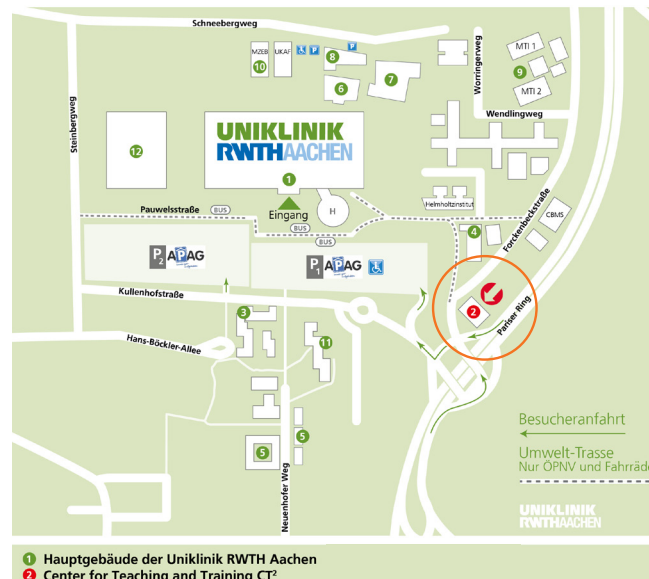 Schneebergweg
MZEB
UKAF
P
P
8
MTI 1
10
9
7
6
MTI 2
Worringerweg
Steinbergweg
Wendlingweg
UNIKLINIK
RWTHAACHEN
12
1
Eingang
H
Helmholtzinstitut
Pauwelsstraße
BUS
BUS
BUS
CBMS
Forckenbeckstraße
4
P2 APAG
P1 APAG
Kullenhofstraße
2
Pariser Ring
3
11
Hans-Böckler-Allee
5
5
Neuenhofer Weg
Besucheranfahrt
Umwelt-Trasse
Nur ÖPNV und Fahrräde
UNIKLINIK
RWTHAACHEN
1 Hauptgebäude der Uniklinik RWTH Aachen
2 Center for Teaching and Training CT²